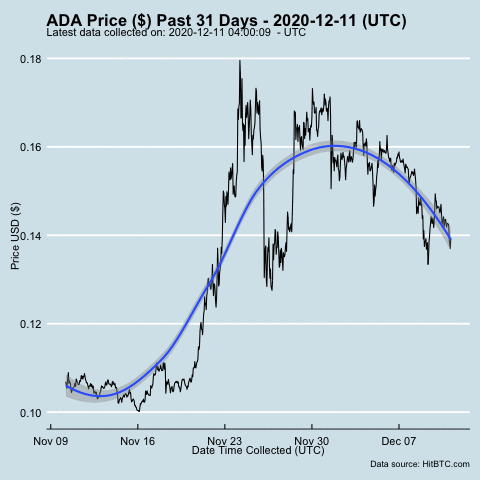 ADA Price ($) Past 31 Days - 2020-12-11 (UTC)
Latest data collected on: 2020-12-11 04:00:09 - UTC
0.18
0.16
0.14
0.12
0.10
Price USD ($)
Nov 09 Nov 16 Nov 23 Nov 30 Dec 07
Date Time Collected (UTC)
Data source: HitBTC.com